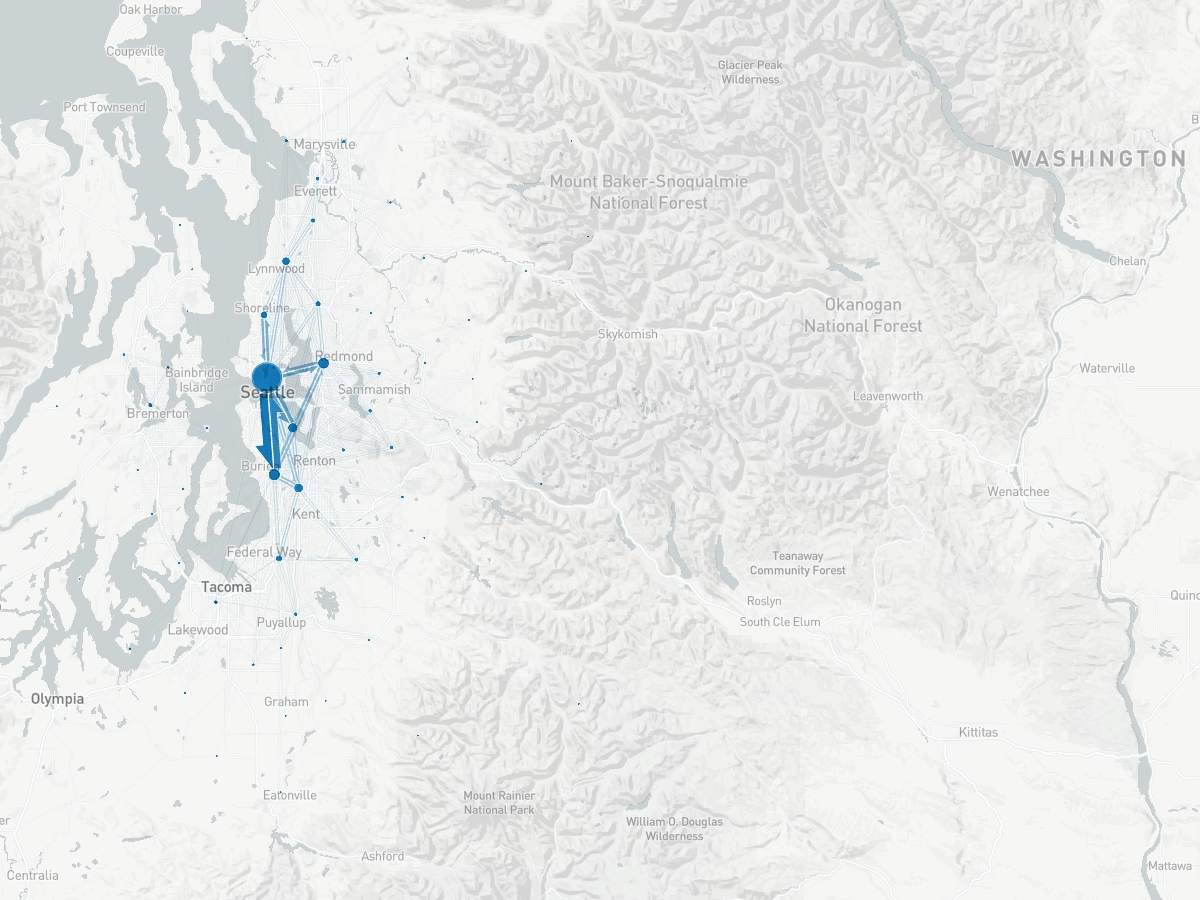 Oak Harbor
Coupeville
Glacier Peak
Wilderness
Port Townsend
B
Marysville
WASHINGTON
Everett
Mount Baker-Snoqualmie
National Forest
Lynnwood
Chelan
Shoreline
Okanogan
National Forest
Skykomish
Redmond
Waterville
Bainbridge
Island
Seattle
Sammamish
Leavenworth
Bremerton
Renton
Wenatchee
Kent
Federal Way
Teanaway
Community Forest
Tacoma
Quinc
Roslyn
Puyallup
South Cle Elum
Lakewood
Olympia
Graham
Kittitas
Eatonville
Mount Rainier
National Park
er
William O. Douglas
Wilderness
Ashford
Mattawa
Centralia